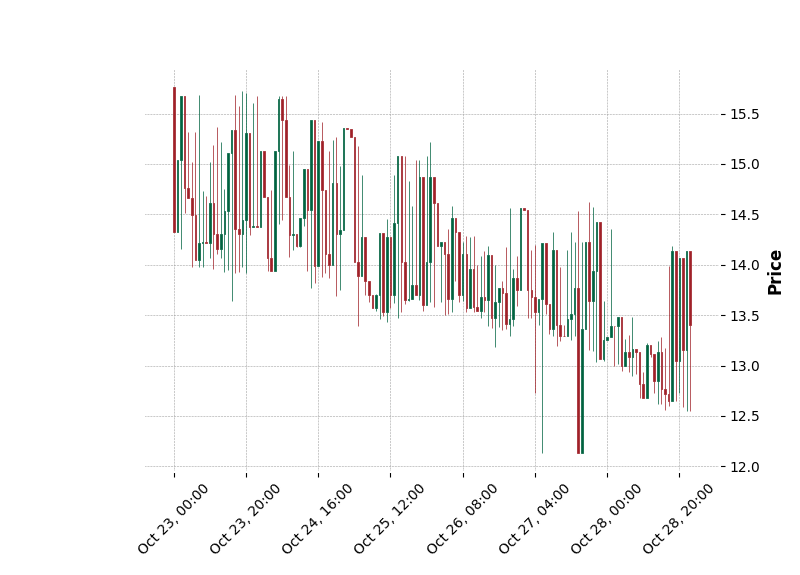 15.5
15.0
14.5
14.0
13.5
13.0
12.5
12.0
Price
Oct 23, 00:00
Oct 23, 20:00
Oct 24, 16:00
Oct 25, 12:00
Oct 26, 08:00
Oct 27, 04:00
Oct 28, 00:00
Oct 28, 20:00